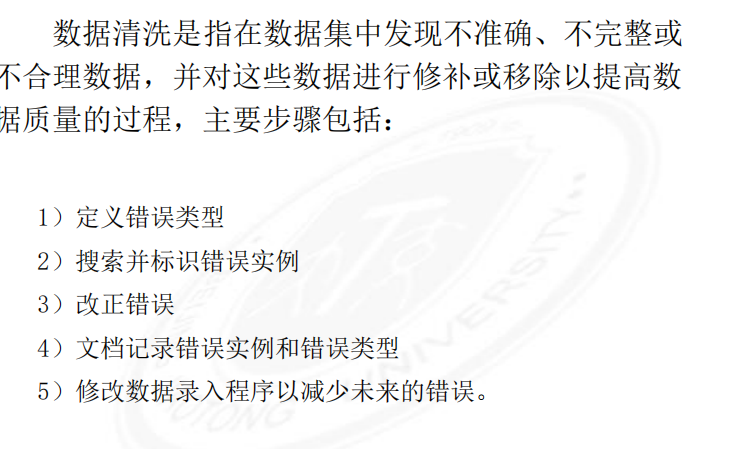 数据清洗是指在数据集中发现不准确、不完整或
不合理数据，并对这些数据进行修补或移除以提高数
据质量的过程，主要步骤包括：
1）定义错误类型
2）搜索并标识错误实例
3）改正错误
4）文档记录错误实例和错误类型
5）修改数据录入程序以减少未来的错误。
UNIVERSITY